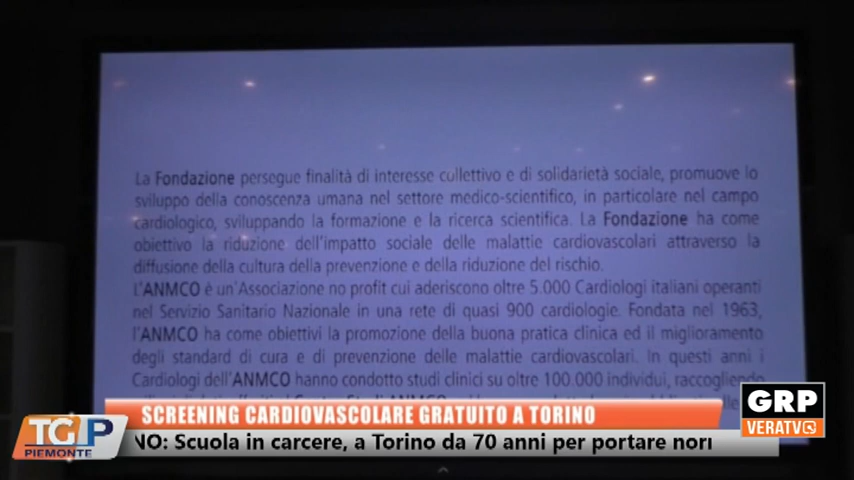 La Fondazione persegue finalità di interesse cullettivo e di solidarietà sociale, promuove lo
sviluppo della conoscenza umana nel settore medico-scientifico, in particolare nel campo
cardiologico, sviluppando la formazione e la ricerca scientifica. La Fondazione ha come
obiettivo la riduzione dell'impatto sociale delle malattie cardiovascolari attraverso la
diffusione della cultura della prevenzione e della riduzione del rischio.
L'ANMCO è un'Associazione no profit cui aderiscono oltre 5.000 Cardiologi italiani operanti
nel Servizio Sanitario Nazionale in una rete di quasi 900 cardiologie. Fondata nel 1963,
l'ANMCO ha come obiettivi la promozione della buona pratica clinica ed il miglioramento
degli standard di cura e di prevenzione delle malattie cardiovascolari. In questi anni i
Cardiologi dell'ANMCO hanno condotto studi clinici su oltre 100.000 individui, raccogliendo
SCREENING CARDIOVASCOLARE GRATUITO A TORINO
NO: Scuola in carcere, a Torino da 70 anni per portare nori
TGP
PIEMONTE
GRP
VERATV